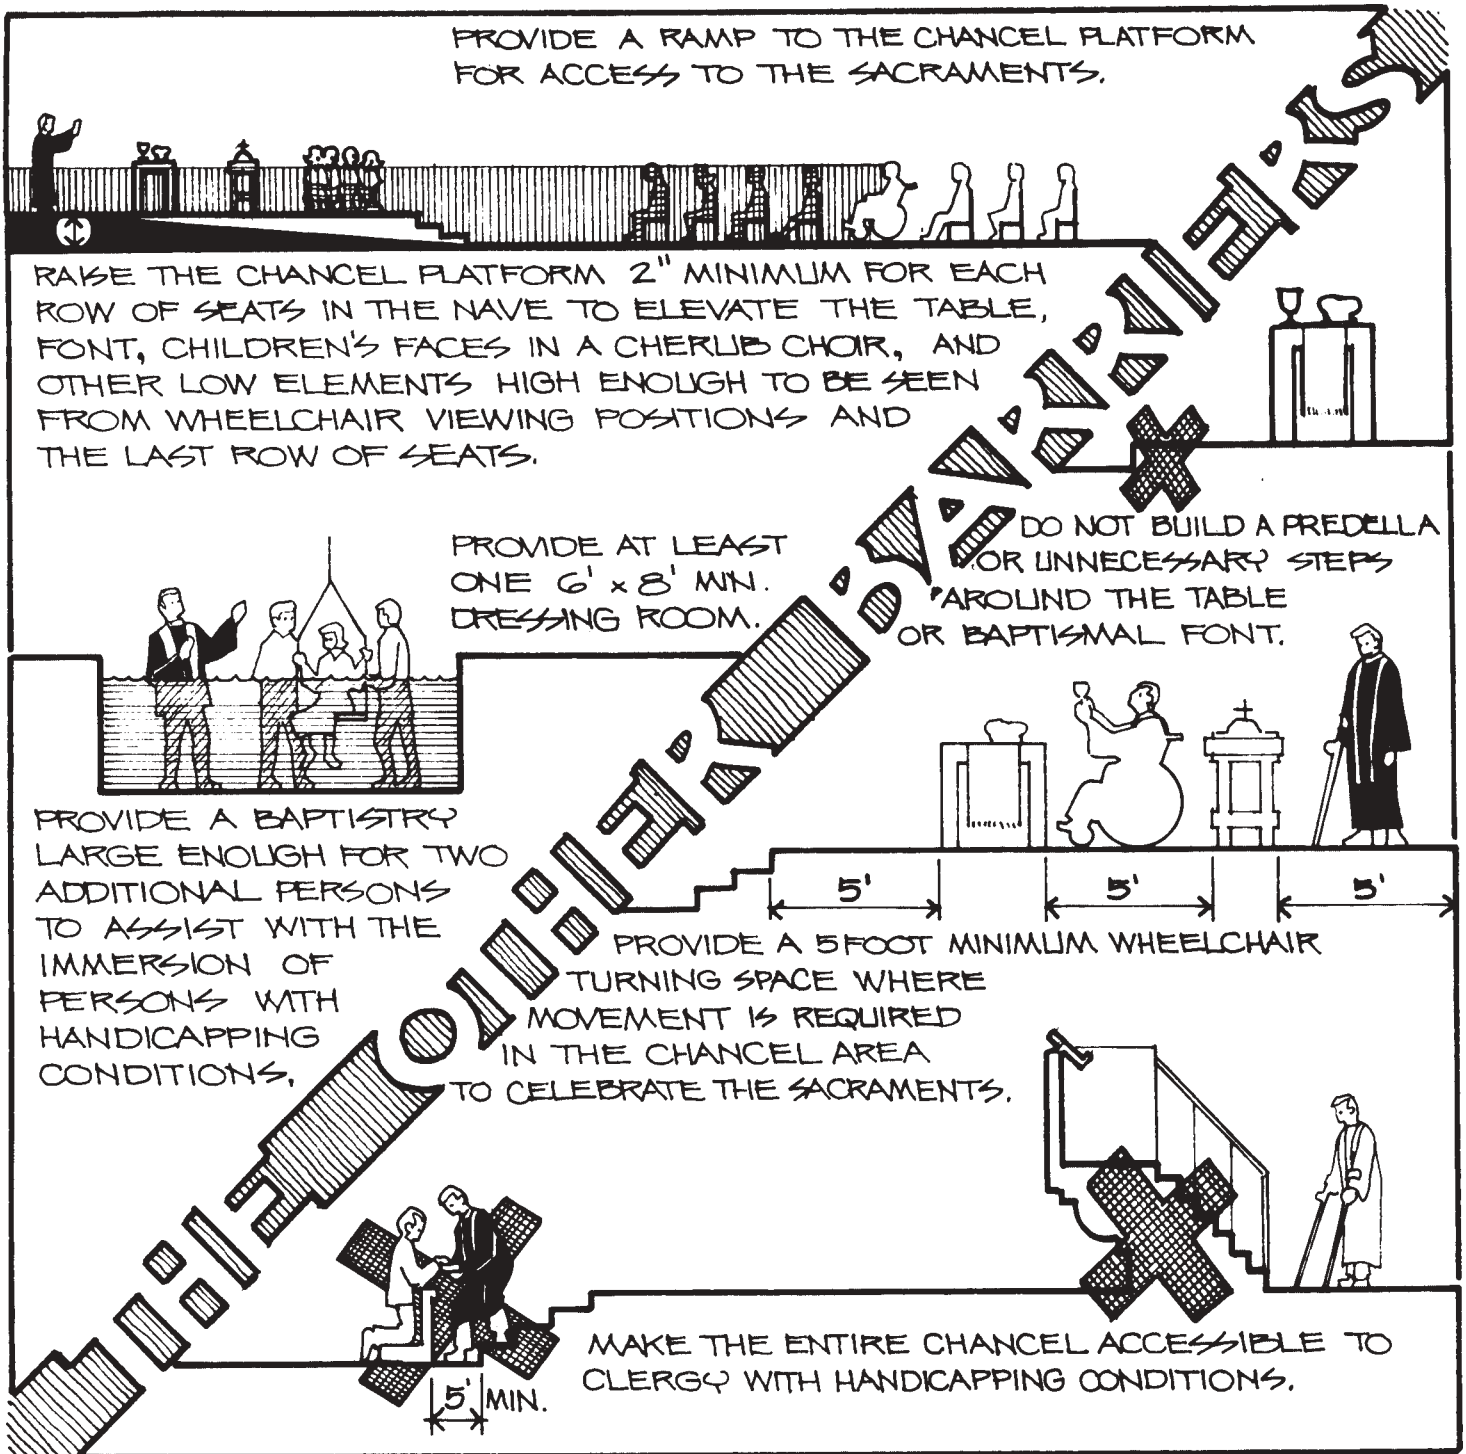 PROVIDE A RAMP TO THE CHANCEL PLATFORM
FOR ACCESS TO THE SACRAMENTS.
RAISE THE CHANCEL PLATFORM 2" MINIMUM FOR EACH
ROW OF SEATS IN THE NAVE TO ELEVATE THE TABLE,
FONT, CHILDREN'S FACES IN A CHERUB CHOIR, AND
OTHER LOW ELEMENTS HIGH ENOUGH TO BE SEEN
FROM WHEELCHAIR VIEWING POSITIONS AND
THE LAST ROW OF SEATS.
DO NOT BUILD A PREDELLA
OR UNNECESSARY STEPS
AROUND THE TABLE
OR BAPTISMAL FONT.
PROVIDE AT LEAST
ONE 6' x 8' MIN.
DRESSING ROOM.
PROVIDE A BAPTISTRY
LARGE ENOUGH FOR TWO
ADDITIONAL PERSONS
TO ASSIST WITH THE
IMMERSION OF
PERSONS WITH
HANDICAPPING
CONDITIONS.
THE OTHER BARRIERS
5' 5' 5'
PROVIDE A 5 FOOT MINIMUM WHEELCHAIR
TURNING SPACE WHERE
MOVEMENT IS REQUIRED
IN THE CHANCEL AREA
TO CELEBRATE THE SACRAMENTS.
5' MIN.
MAKE THE ENTIRE CHANCEL ACCESSIBLE TO
CLERGY WITH HANDICAPPING CONDITIONS.